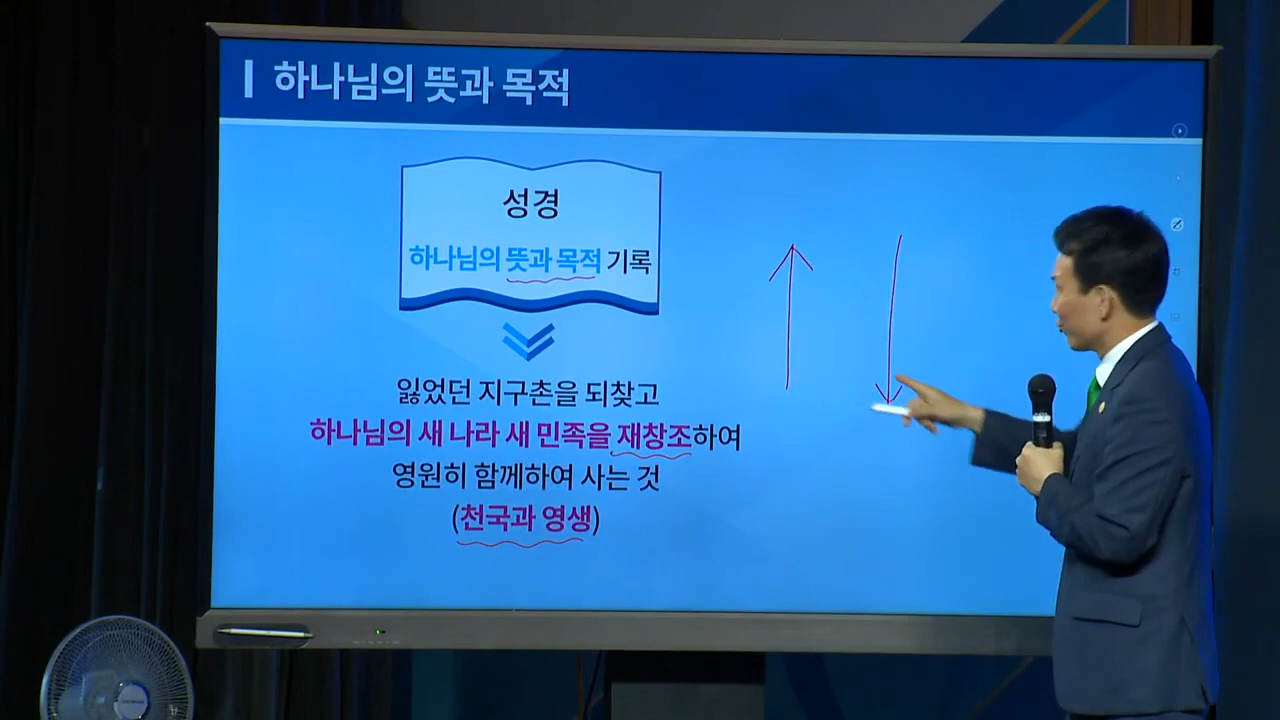 하나님의 뜻과 목적
성경
하나님의 뜻과 목적 기록
잃었던 지구촌을 되찾고
하나님의 새 나라 새 민족을 재창조하여
영원히 함께하여 사는 것
(천국과 영생)